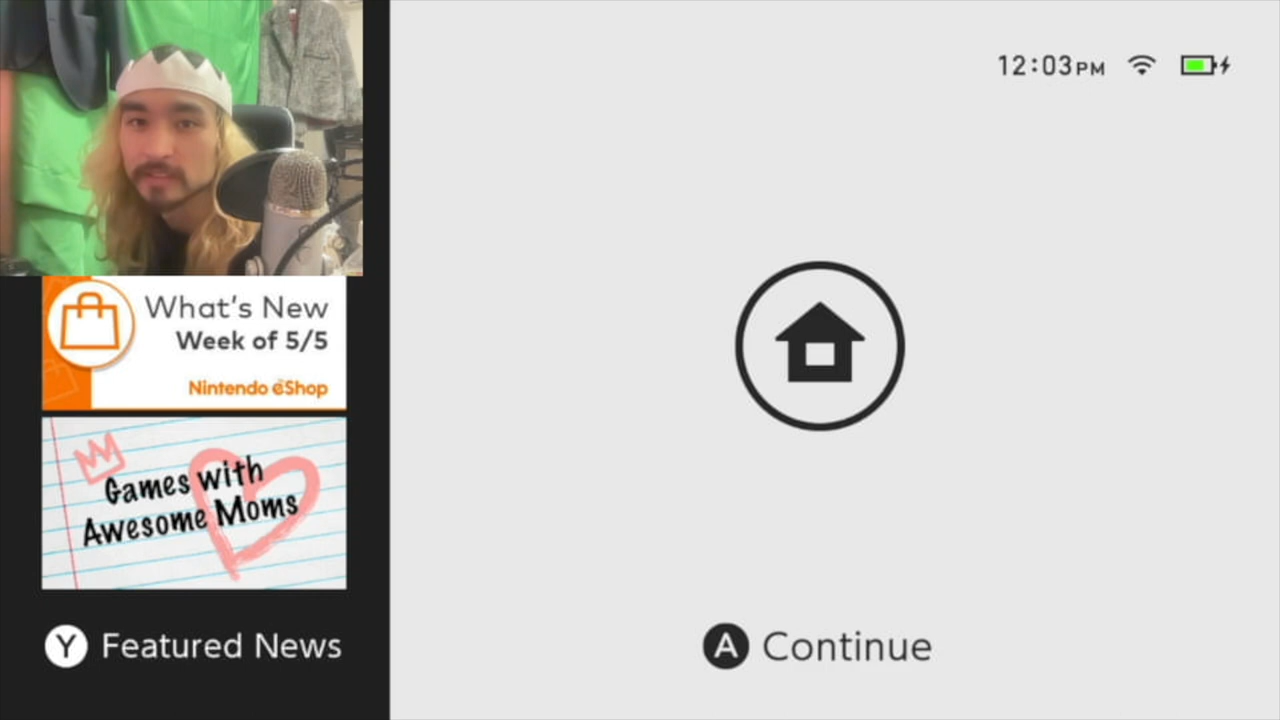 12:03PM
What's New
Week of 5/5
Nintendo eShop
Games with
Awesome Moms
Y Featured News
A Continue